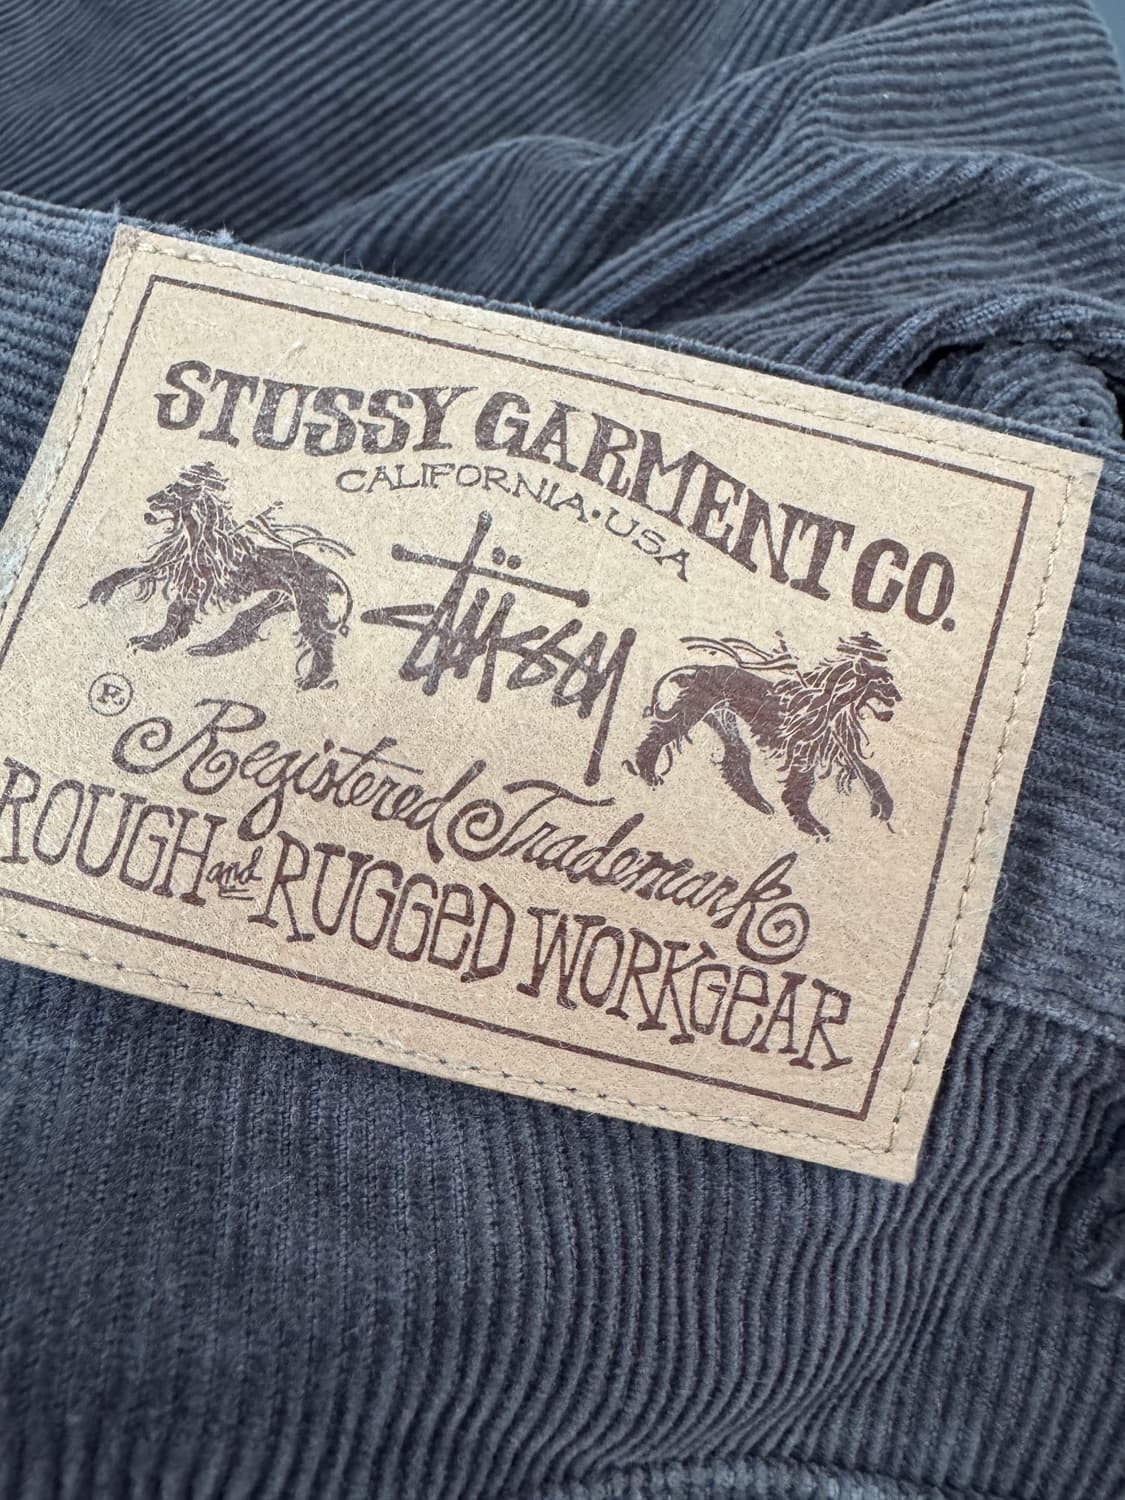 STUSSY GARMENT CO.
CALIFORNIA·USA
Stüssy
®
Registered Trademark
ROUGH and RUGGED WORKGEAR